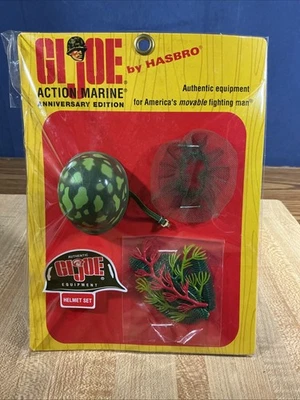 GI JOE
by HASBRO
ACTION MARINE®
ANNIVERSARY EDITION
Authentic equipment
for America's movable fighting man®
AUTHENTIC
GI JOE
EQUIPMENT
HELMET SET